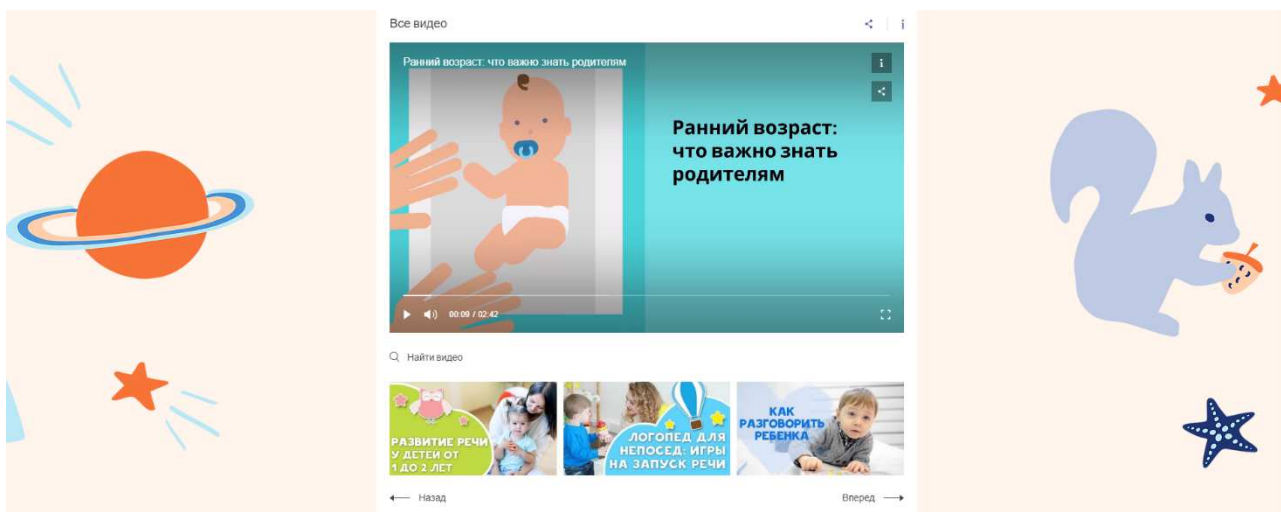 Все видео
Ранний возраст: что важно знать родителям
Ранний возраст:
что важно знать
родителям
00:09 / 02:42
Найти видео
РАЗВИТИЕ РЕЧИ
У ДЕТЕЙ ОТ
1 ДО 2 ЛЕТ
ЛОГОПЕД ДЛЯ
НЕПОСЕД: ИГРЫ
НА ЗАПУСК РЕЧИ
КАК
РАЗГОВОРИТЬ
РЕБЕНКА
Назад
Вперед